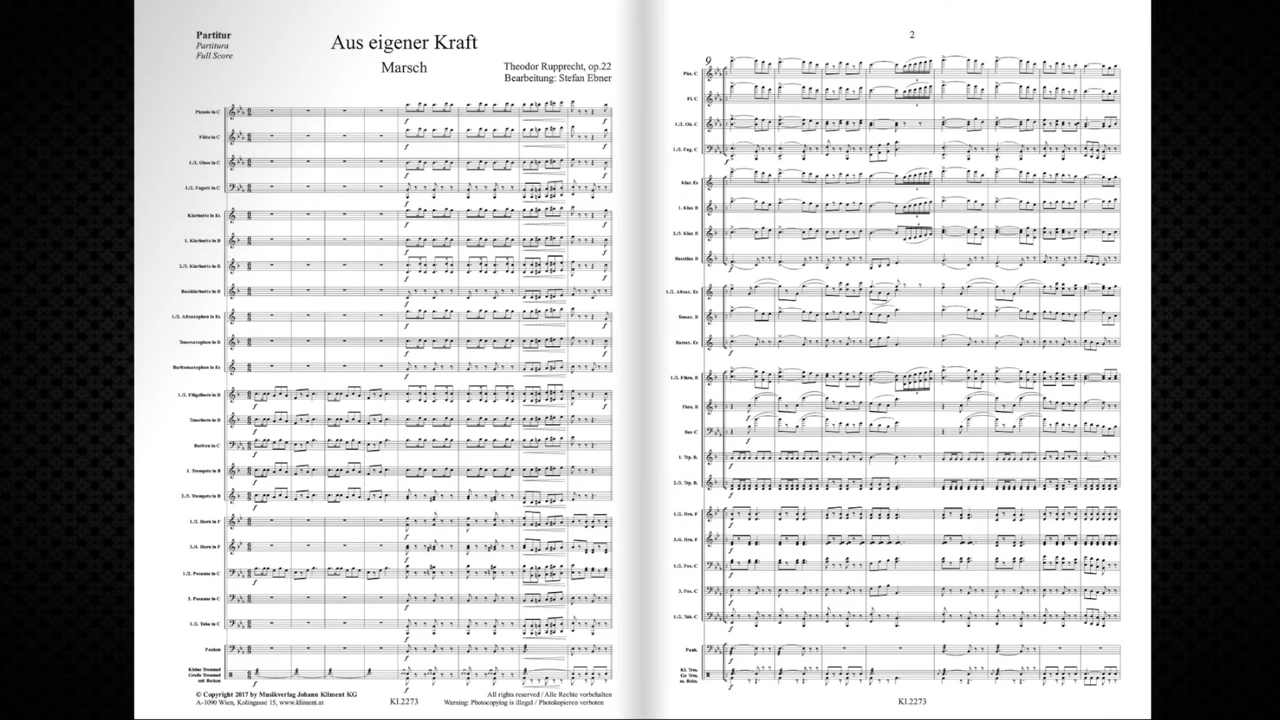 Partitur
Partitura
Full Score
Aus eigener Kraft
Marsch
Theodor Rupprecht, op.22
Bearbeitung: Stefan Ebner
Piccolo in C
Flöte in C
1./2. Oboe in C
1./2. Fagott in C
Klarinette in Es
1. Klarinette in B
2./3. Klarinette in B
Bassklarinette in B
1./2. Altsaxophon in Es
Tenorsaxophon in B
Baritonsaxophon in Es
1./2. Flügelhorn in B
Tenorhorn in B
Bariton in C
1. Trompete in B
2./3. Trompete in B
1./2. Horn in F
3./4. Horn in F
1./2. Posaune in C
3. Posaune in C
1./2. Tuba in C
Pauken
Kleine Trommel
Große Trommel
mit Becken
© Copyright 2017 by Musikverlag Johann Kliment KG
A-1090 Wien, Kolingasse 15, www.kliment.at
Kl.2273
All rights reserved / Alle Rechte vorbehalten
Warning: Photocopying is illegal / Photokopieren verboten
2
9
Picc. C
Fl. C
1./2. Ob. C
1./2. Fag. C
Klar. Es
1. Klar. B
2./3. Klar. B
Bassklar. B
1./2. Altsax. Es
Tensax. B
Barsax. Es
1./2. Flhrn. B
Thrn. B
Bar. C
1. Trp. B.
2./3. Trp. B.
1./2. Hrn. F
3./4. Hrn. F
1./2. Pos. C
3. Pos. C
1./2. Tub. C
Pauk.
Kl. Trm.
Gr. Trm.
m. Bckn.
Kl.2273